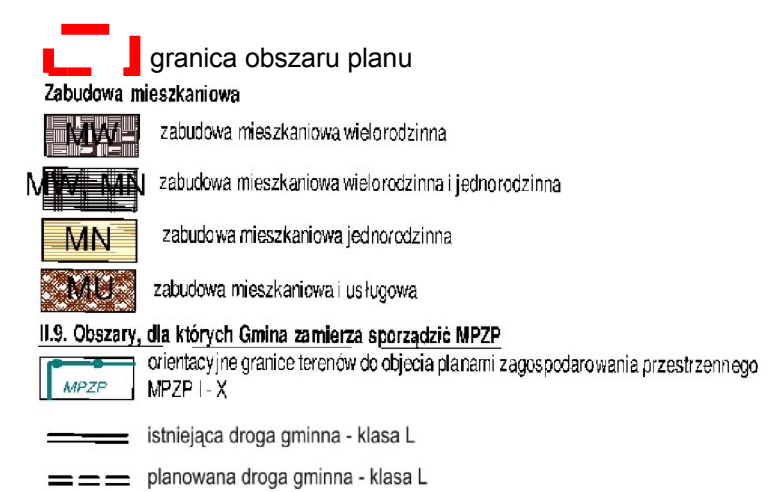 granica obszaru planu
Zabudowa mieszkaniowa
MW zabudowa mieszkaniowa wielorodzinna
MW, MN zabudowa mieszkaniowa wielorodzinna i jednorodzinna
MN zabudowa mieszkaniowa jednorodzinna
MU zabudowa mieszkaniowa i usługowa
II.9. Obszary, dla których Gmina zamierza sporządzić MPZP
MPZP orientacyjne granice terenów do objecia planami zagospodarowania przestrzennego
MPZP I - X
istniejąca droga gminna - klasa L
planowana droga gminna - klasa L